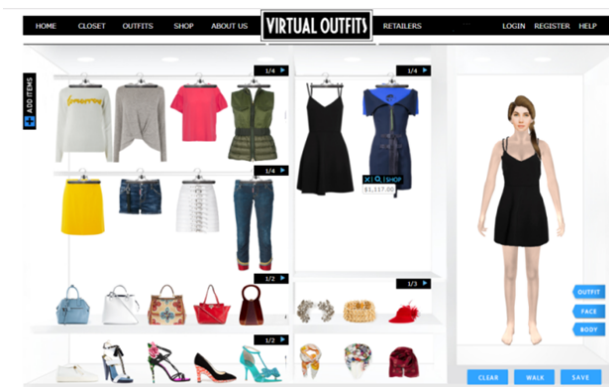 HOME CLOSET OUTFITS SHOP ABOUT US VIRTUAL OUTFITS RETAILERS LOGIN REGISTER HELP
ADD ITEMS
1/4
1/4
1/4
X SHOP
$1,117.00
1/2
1/3
OUTFIT
FACE
BODY
1/2
CLEAR WALK SAVE